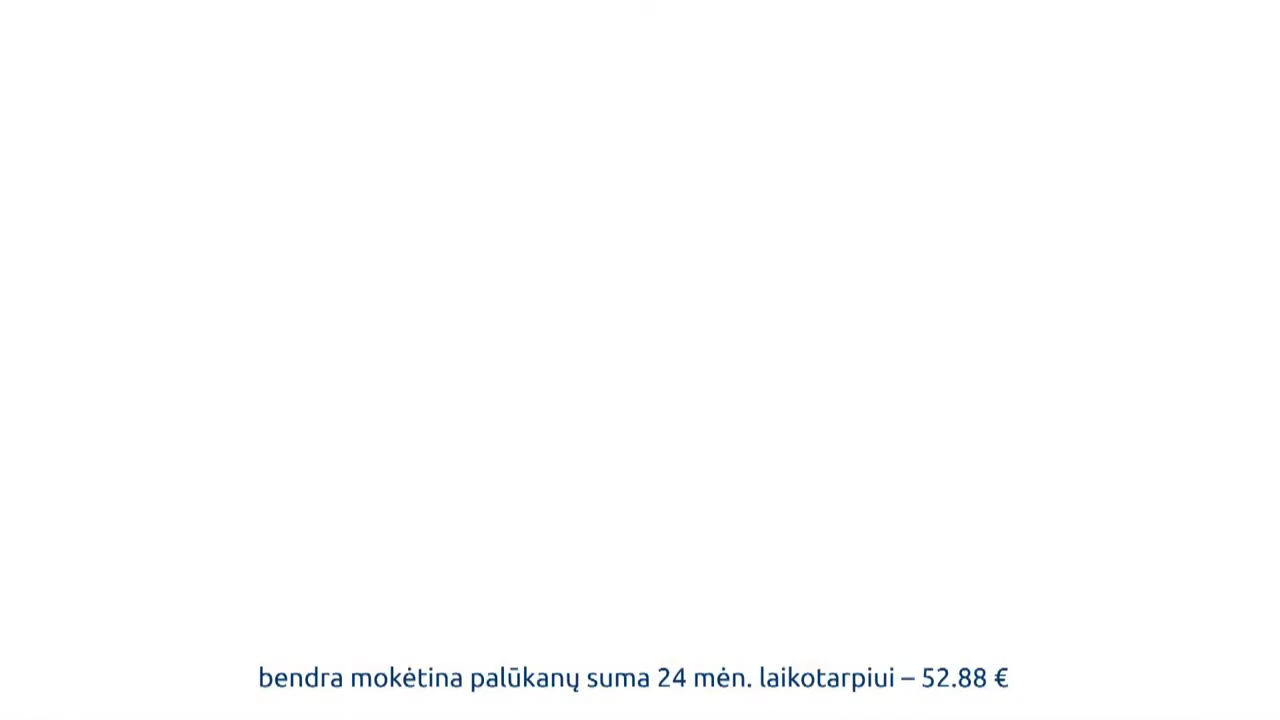 bendra mokėtina palūkanų suma 24 mėn. laikotarpiui – 52.88 €